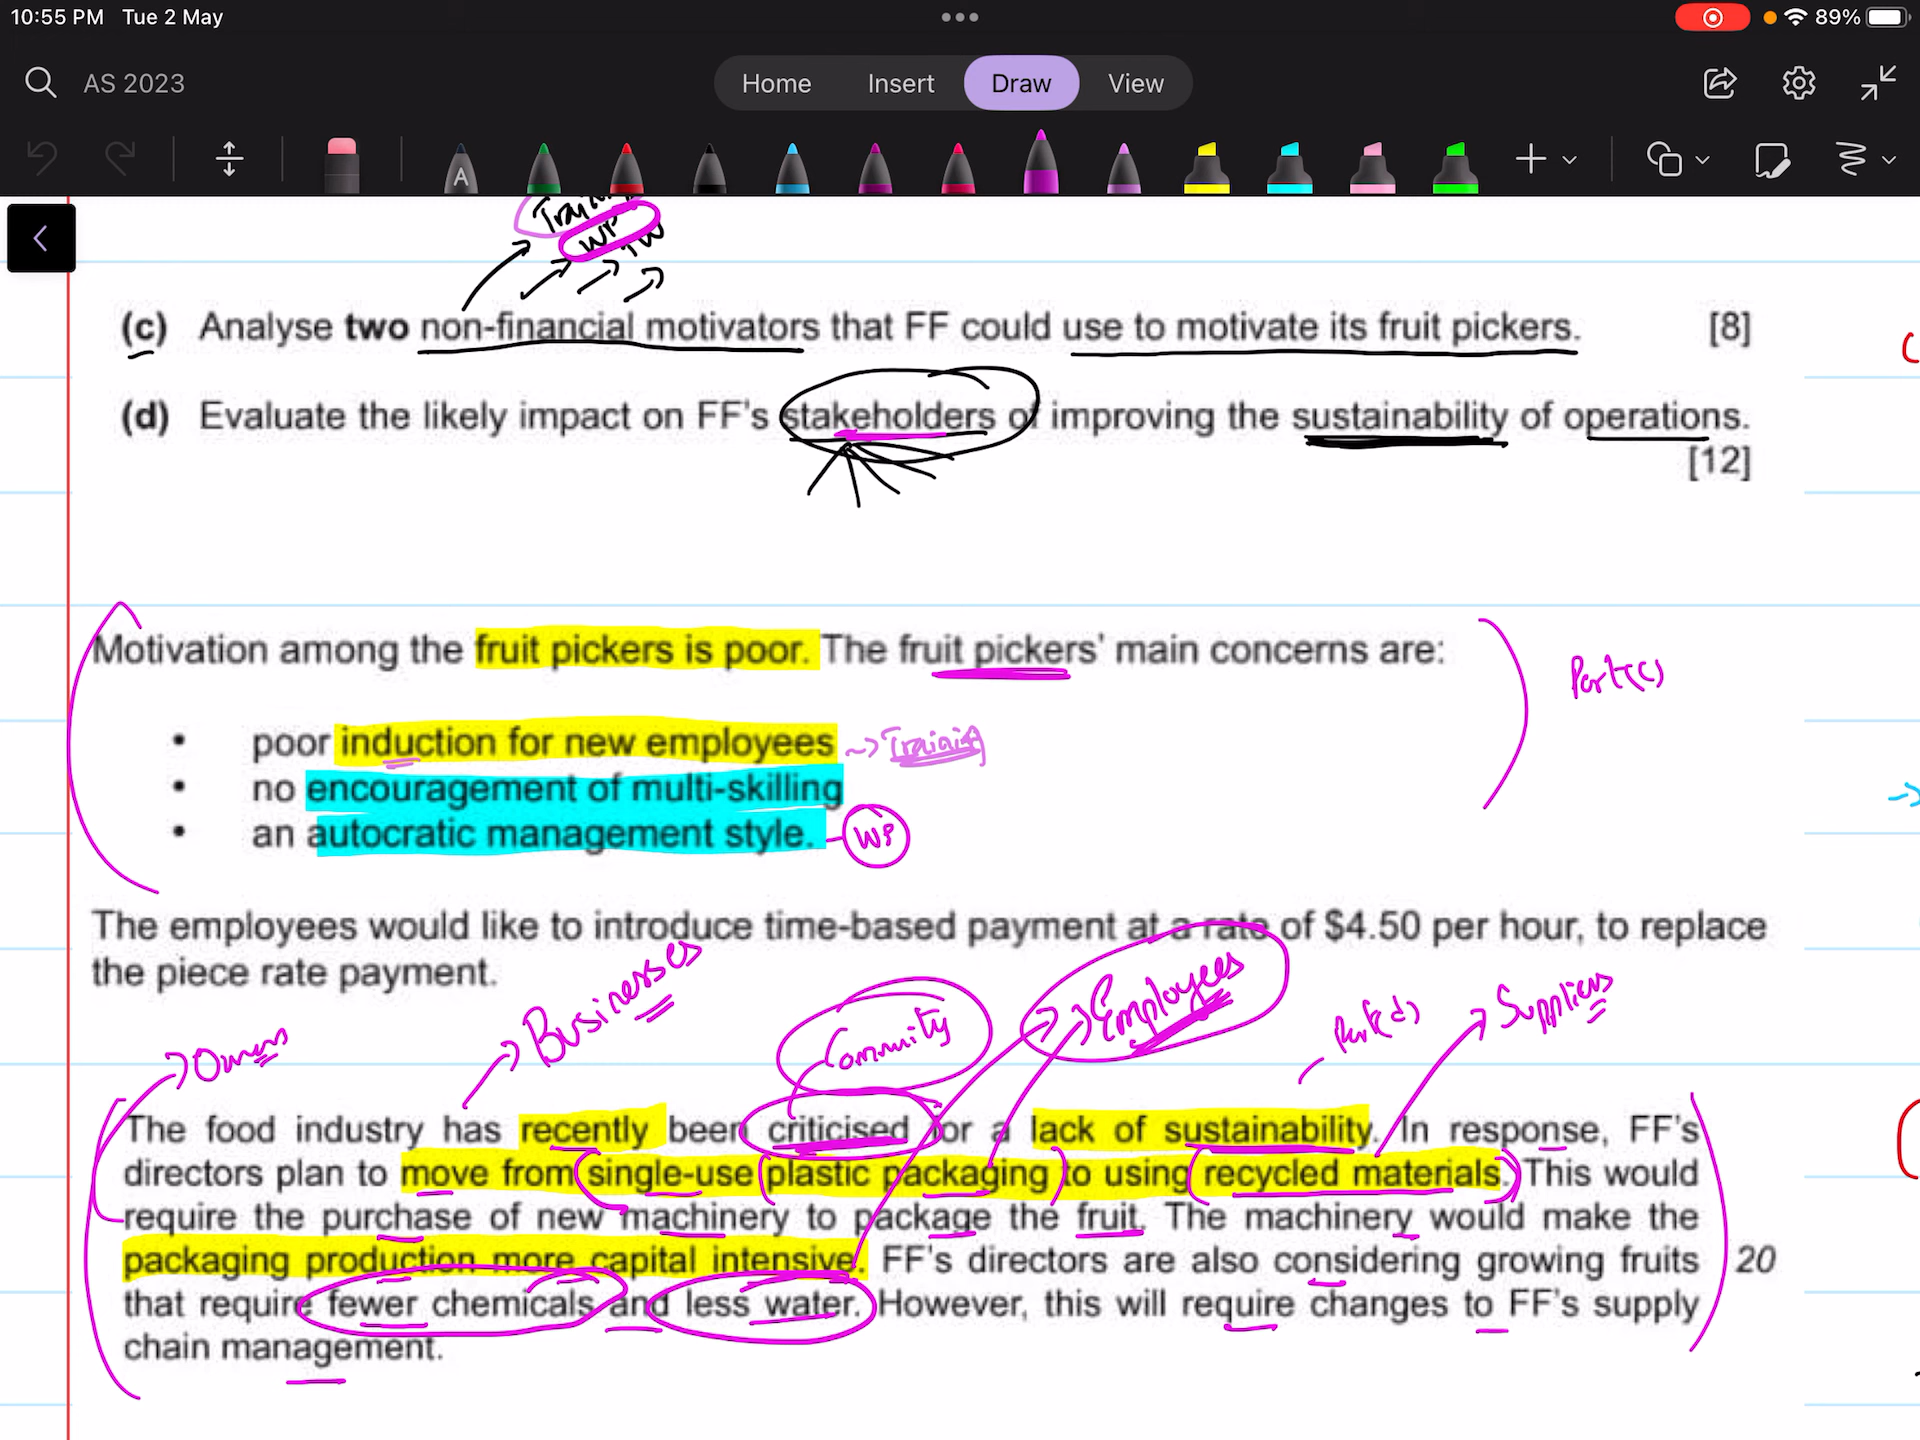 10:55 PM Tue 2 May
89%
AS 2023
Home Insert Draw View
A
WP
(c) Analyse two non-financial motivators that FF could use to motivate its fruit pickers. [8]
(d) Evaluate the likely impact on FF's stakeholders of improving the sustainability of operations.
[12]
Motivation among the fruit pickers is poor. The fruit pickers' main concerns are:
Part(c)
• poor induction for new employees ~> Training
• no encouragement of multi-skilling
• an autocratic management style. WP
The employees would like to introduce time-based payment at a rate of $4.50 per hour, to replace
the piece rate payment.
Owners
Businesses
Community
Employees
Part(d)
Suppliers
The food industry has recently been criticised for a lack of sustainability. In response, FF's
directors plan to move from single-use plastic packaging to using recycled materials. This would
require the purchase of new machinery to package the fruit. The machinery would make the
packaging production more capital intensive. FF's directors are also considering growing fruits 20
that require fewer chemicals and less water. However, this will require changes to FF's supply
chain management.